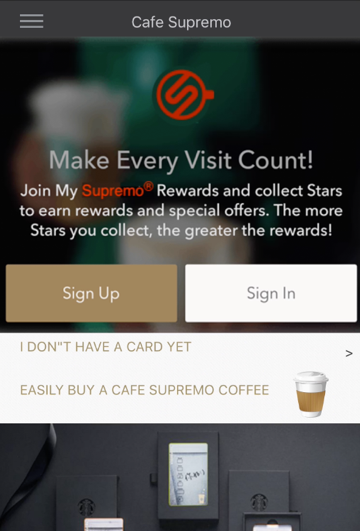 Cafe Supremo
Make Every Visit Count!
Join My Supremo® Rewards and collect Stars
to earn rewards and special offers. The more
Stars you collect, the greater the rewards!
Sign Up
Sign In
I DON"T HAVE A CARD YET
>
EASILY BUY A CAFE SUPREMO COFFEE